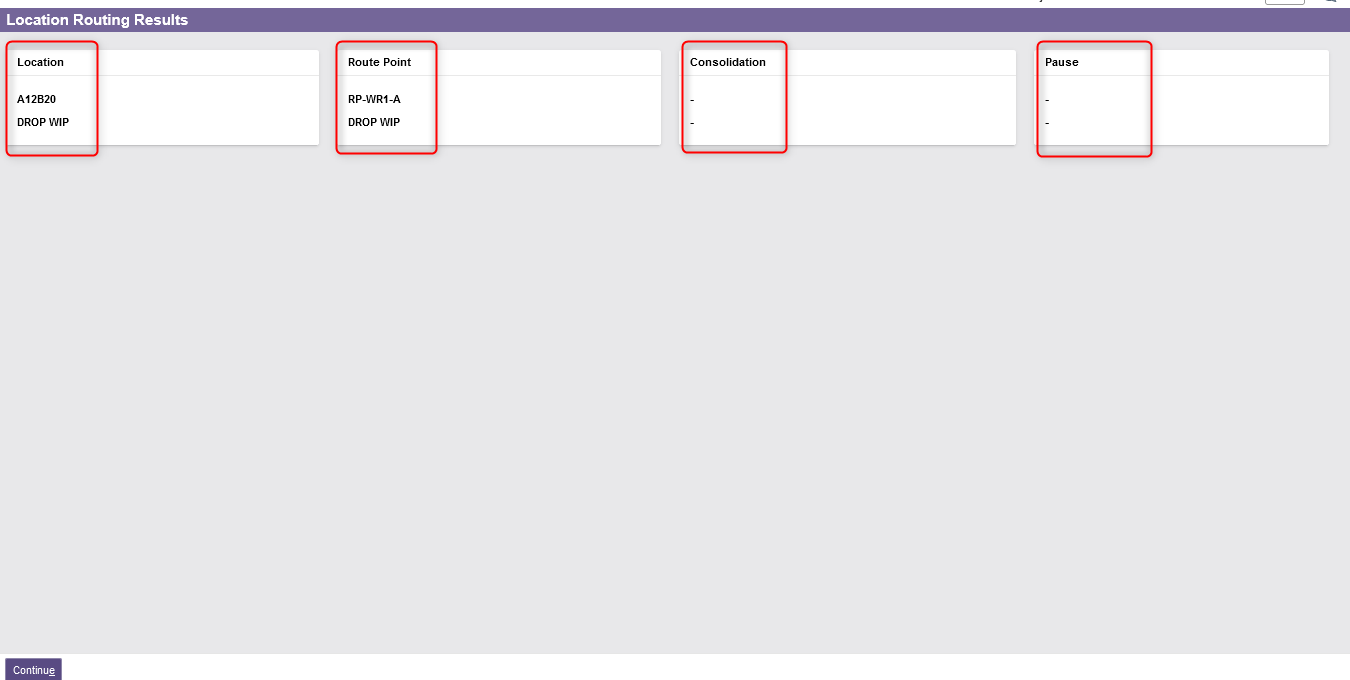 Location Routing Results
Location
A12B20
DROP WIP
Route Point
RP-WR1-A
DROP WIP
Consolidation
-
-
Pause
-
-
Continue